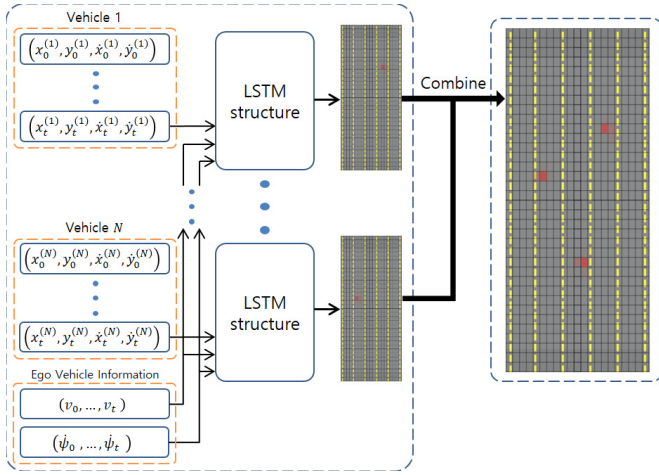 Vehicle 1
(x_0^{(1)}, y_0^{(1)}, ẋ_0^{(1)}, ẏ_0^{(1)})
(x_t^{(1)}, y_t^{(1)}, ẋ_t^{(1)}, ẏ_t^{(1)})
LSTM
structure
Combine
Vehicle N
(x_0^{(N)}, y_0^{(N)}, ẋ_0^{(N)}, ẏ_0^{(N)})
(x_t^{(N)}, y_t^{(N)}, ẋ_t^{(N)}, ẏ_t^{(N)})
LSTM
structure
Ego Vehicle Information
(v_0, ..., v_t)
(ψ̇_0, ..., ψ̇_t)